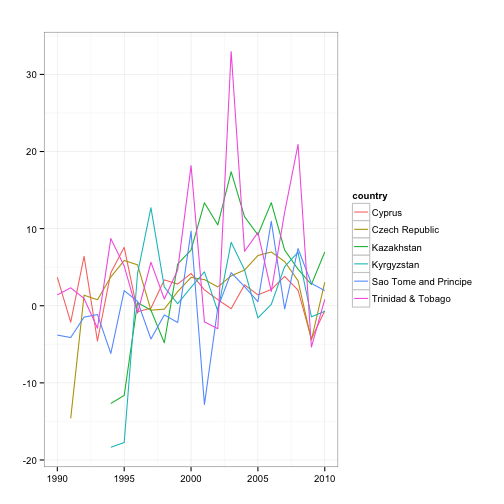 30
20
10
0
-10
-20
1990 1995 2000 2005 2010
country
Cyprus
Czech Republic
Kazakhstan
Kyrgyzstan
Sao Tome and Principe
Trinidad & Tobago